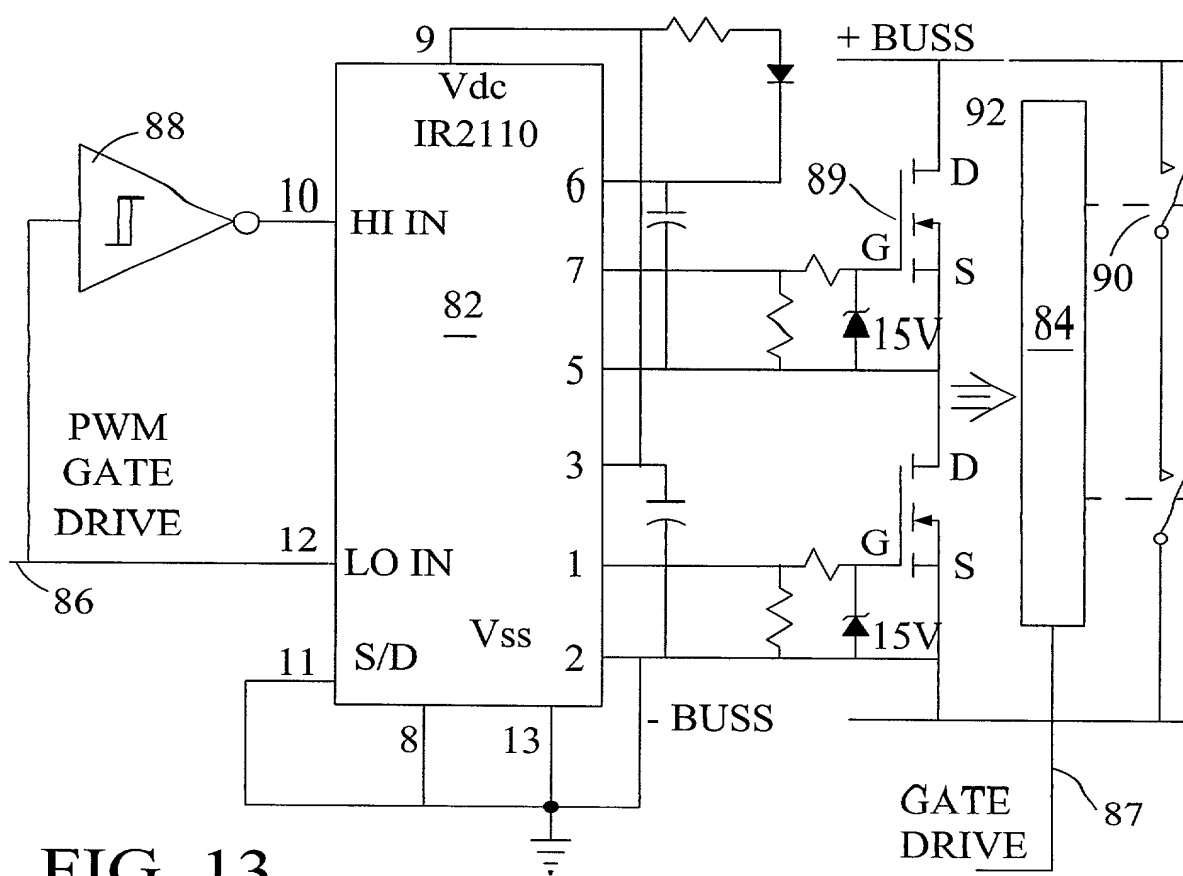 9
+ BUSS
Vdc
IR2110
88
92
6
89
D
10
HI IN
G
7
S
90
82
15V
84
5
PWM
GATE
DRIVE
3
D
12
LO IN
1
G
S
86
Vss
15V
11
S/D
2
- BUSS
8
13
GATE
DRIVE
87
FIG. 13